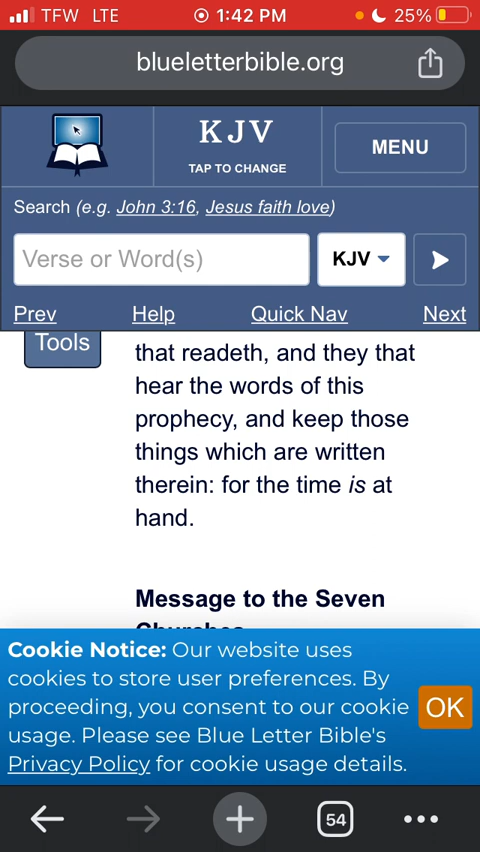 TFW LTE 1:42 PM 25%
blueletterbible.org
KJV
TAP TO CHANGE
MENU
Search (e.g. John 3:16, Jesus faith love)
Verse or Word(s)
KJV
Prev Help Quick Nav Next
Tools
that readeth, and they that
hear the words of this
prophecy, and keep those
things which are written
therein: for the time is at
hand.
Message to the Seven
Churches
Cookie Notice: Our website uses
cookies to store user preferences. By
proceeding, you consent to our cookie
usage. Please see Blue Letter Bible's
Privacy Policy for cookie usage details.
OK
54